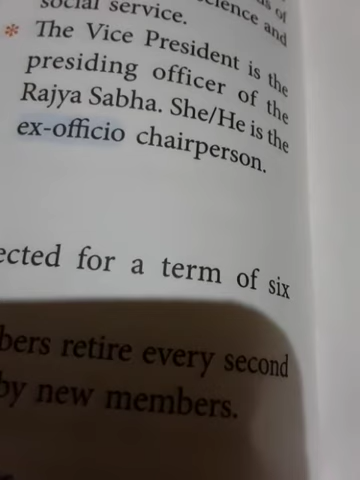 social service.
* The Vice President is the
presiding officer of the
Rajya Sabha. She/He is the
ex-officio chairperson.
ected for a term of six
bers retire every second
by new members.